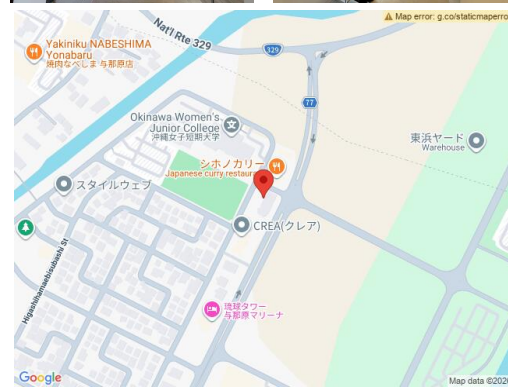 Map error: g.co/staticmaperro
Nat'l Rte 329
Yakiniku NABESHIMA
Yonabaru
焼肉なべしま 与那原店
329
77
Okinawa Women's
Junior College
沖縄女子短期大学
東浜ヤード
Warehouse
シホノカリー
Japanese curry restaurant
スタイルウェブ
CREA(クレア)
Higashihamaebisubashi St
琉球タワー
与那原マリーナ
Google
Map data ©202